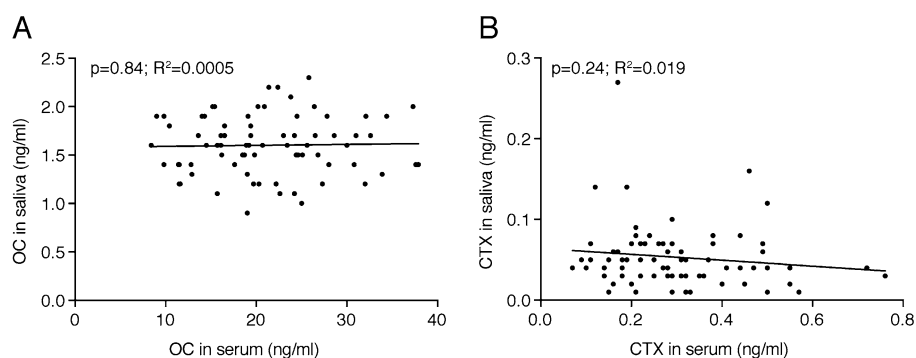 A
p=0.84; R²=0.0005
2.5
2.0
1.5
1.0
0.5
0.0
OC in saliva (ng/ml)
0 10 20 30 40
OC in serum (ng/ml)
B
p=0.24; R²=0.019
0.3
0.2
0.1
0.0
CTX in saliva (ng/ml)
0.0 0.2 0.4 0.6 0.8
CTX in serum (ng/ml)